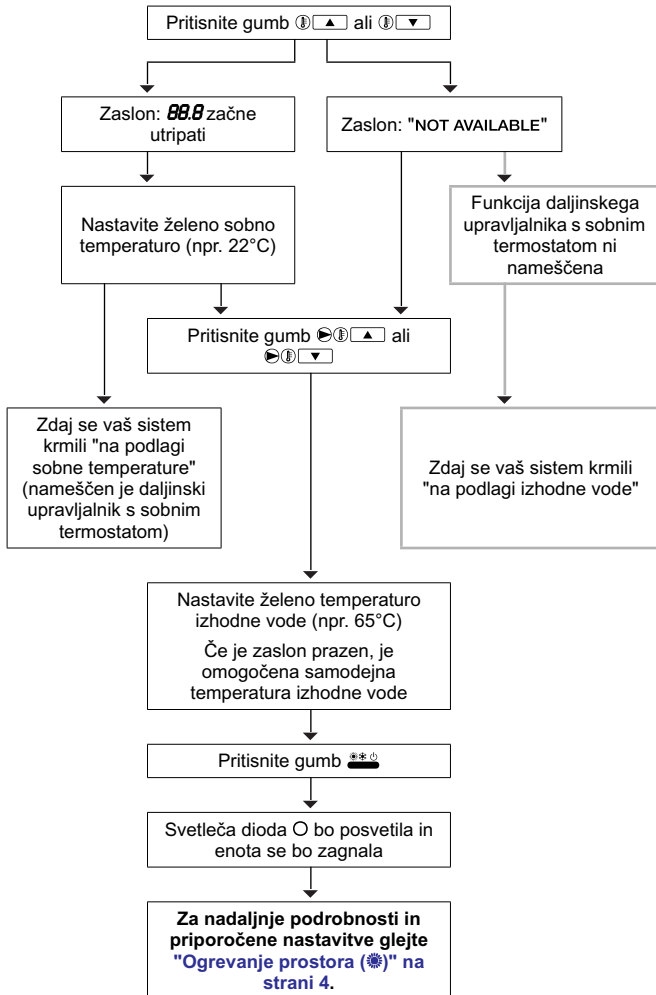 Pritisnite gumb ▲ ali ▼
Zaslon: 88.8 začne
utripati
Zaslon: "NOT AVAILABLE"
Nastavite želeno sobno
temperaturo (npr. 22°C)
Funkcija daljinskega
upravljalnika s sobnim
termostatom ni
nameščena
Pritisnite gumb ▲ ali
▼
Zdaj se vaš sistem
krmili "na podlagi
sobne temperature"
(nameščen je daljinski
upravljalnik s sobnim
termostatom)
Zdaj se vaš sistem krmili
"na podlagi izhodne vode"
Nastavite želeno temperaturo
izhodne vode (npr. 65°C)
Če je zaslon prazen, je
omogočena samodejna
temperatura izhodne vode
Pritisnite gumb
Svetleča dioda O bo posvetila in
enota se bo zagnala
Za nadaljnje podrobnosti in
priporočene nastavitve glejte
"Ogrevanje prostora (☀)" na
strani 4.